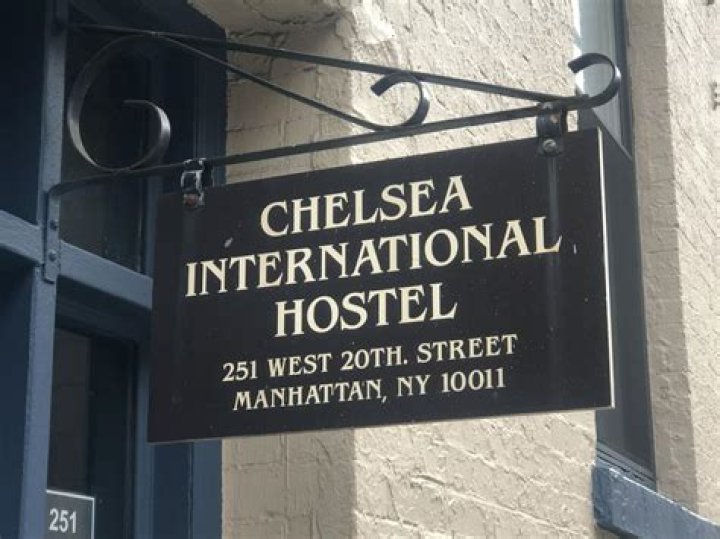 CHELSEA
INTERNATIONAL
HOSTEL
251 WEST 20TH. STREET
MANHATTAN, NY 10011
251